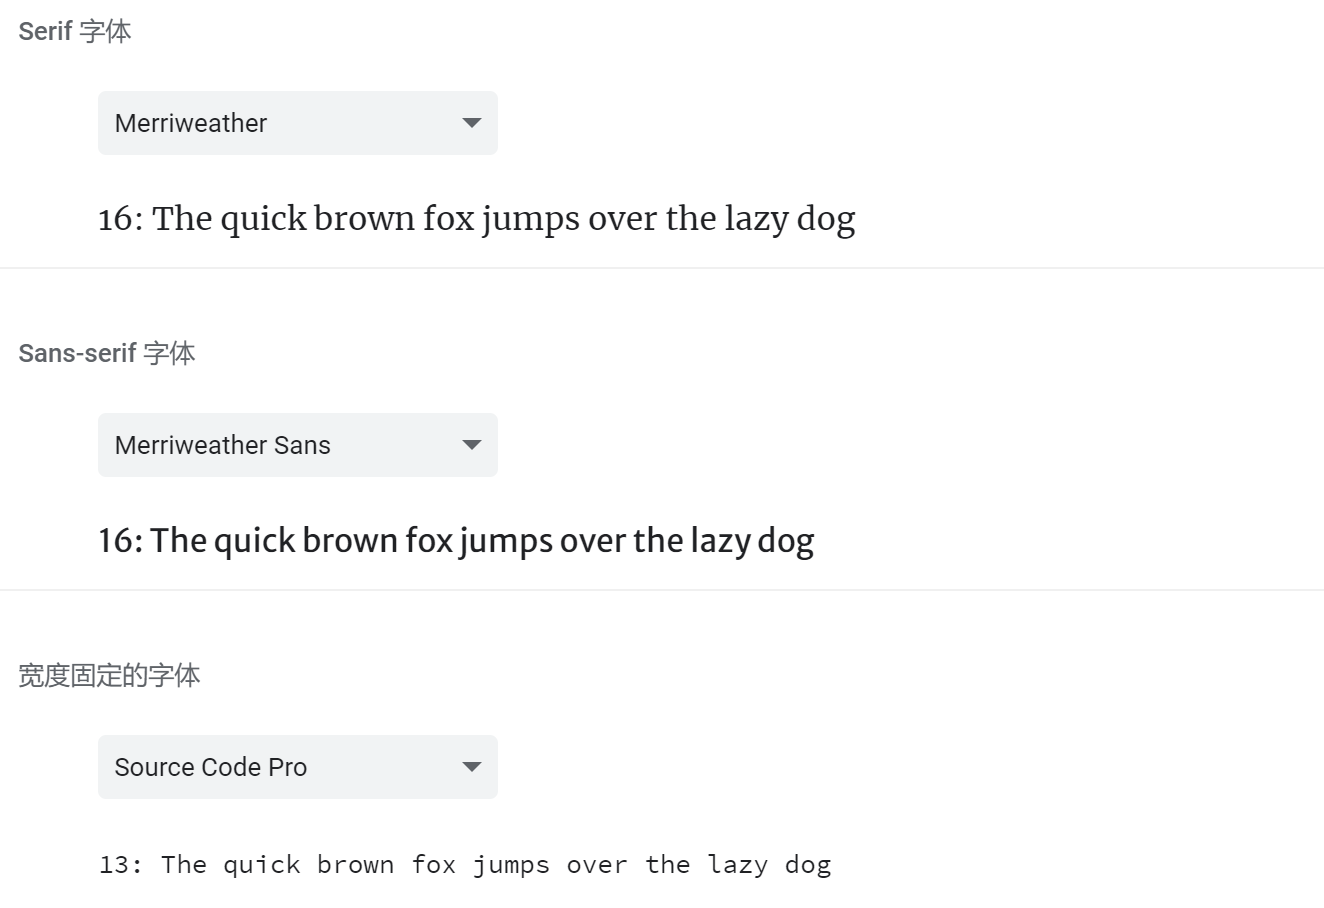 Serif 字体
Merriweather
16: The quick brown fox jumps over the lazy dog
Sans-serif 字体
Merriweather Sans
16: The quick brown fox jumps over the lazy dog
宽度固定的字体
Source Code Pro
13: The quick brown fox jumps over the lazy dog